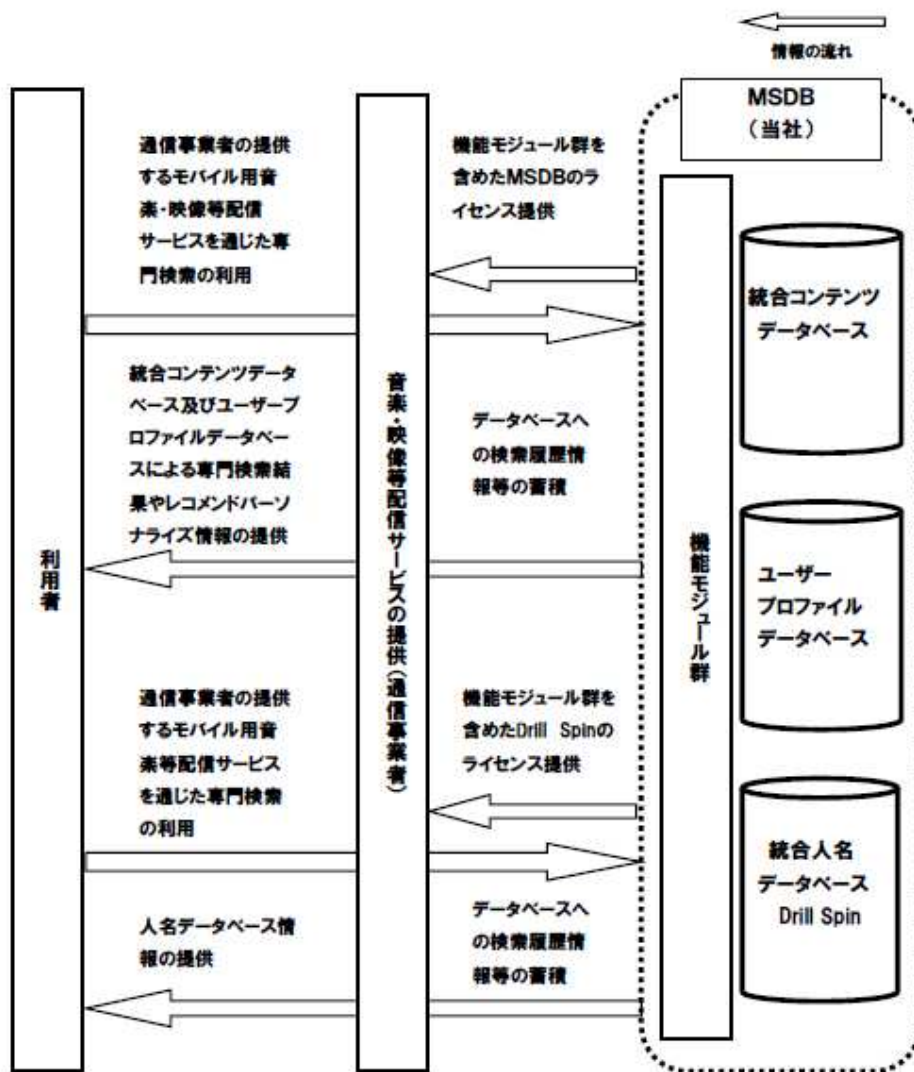 情報の流れ
MSDB
（当社）
通信事業者の提供
するモバイル用音
楽・映像等配信
サービスを通じた専
門検索の利用
機能モジュール群を
含めたMSDBのラ
イセンス提供
統合コンテンツ
データベース
統合コンテンツデータ
ベース及びユーザープ
ロファイルデータベー
スによる専門検索結
果やレコメンドパーソ
ナライズ情報の提供
データベースへ
の検索履歴情
報等の蓄積
利用者
音楽・映像等配信サービスの提供（通信事業者）
機能モジュール群
ユーザー
プロファイル
データベース
通信事業者の提供
するモバイル用音
楽等配信サービス
を通じた専門検索
の利用
機能モジュール群を
含めたDrill Spinの
ライセンス提供
統合人名
データベース
Drill Spin
人名データベース情
報の提供
データベースへ
の検索履歴情
報等の蓄積